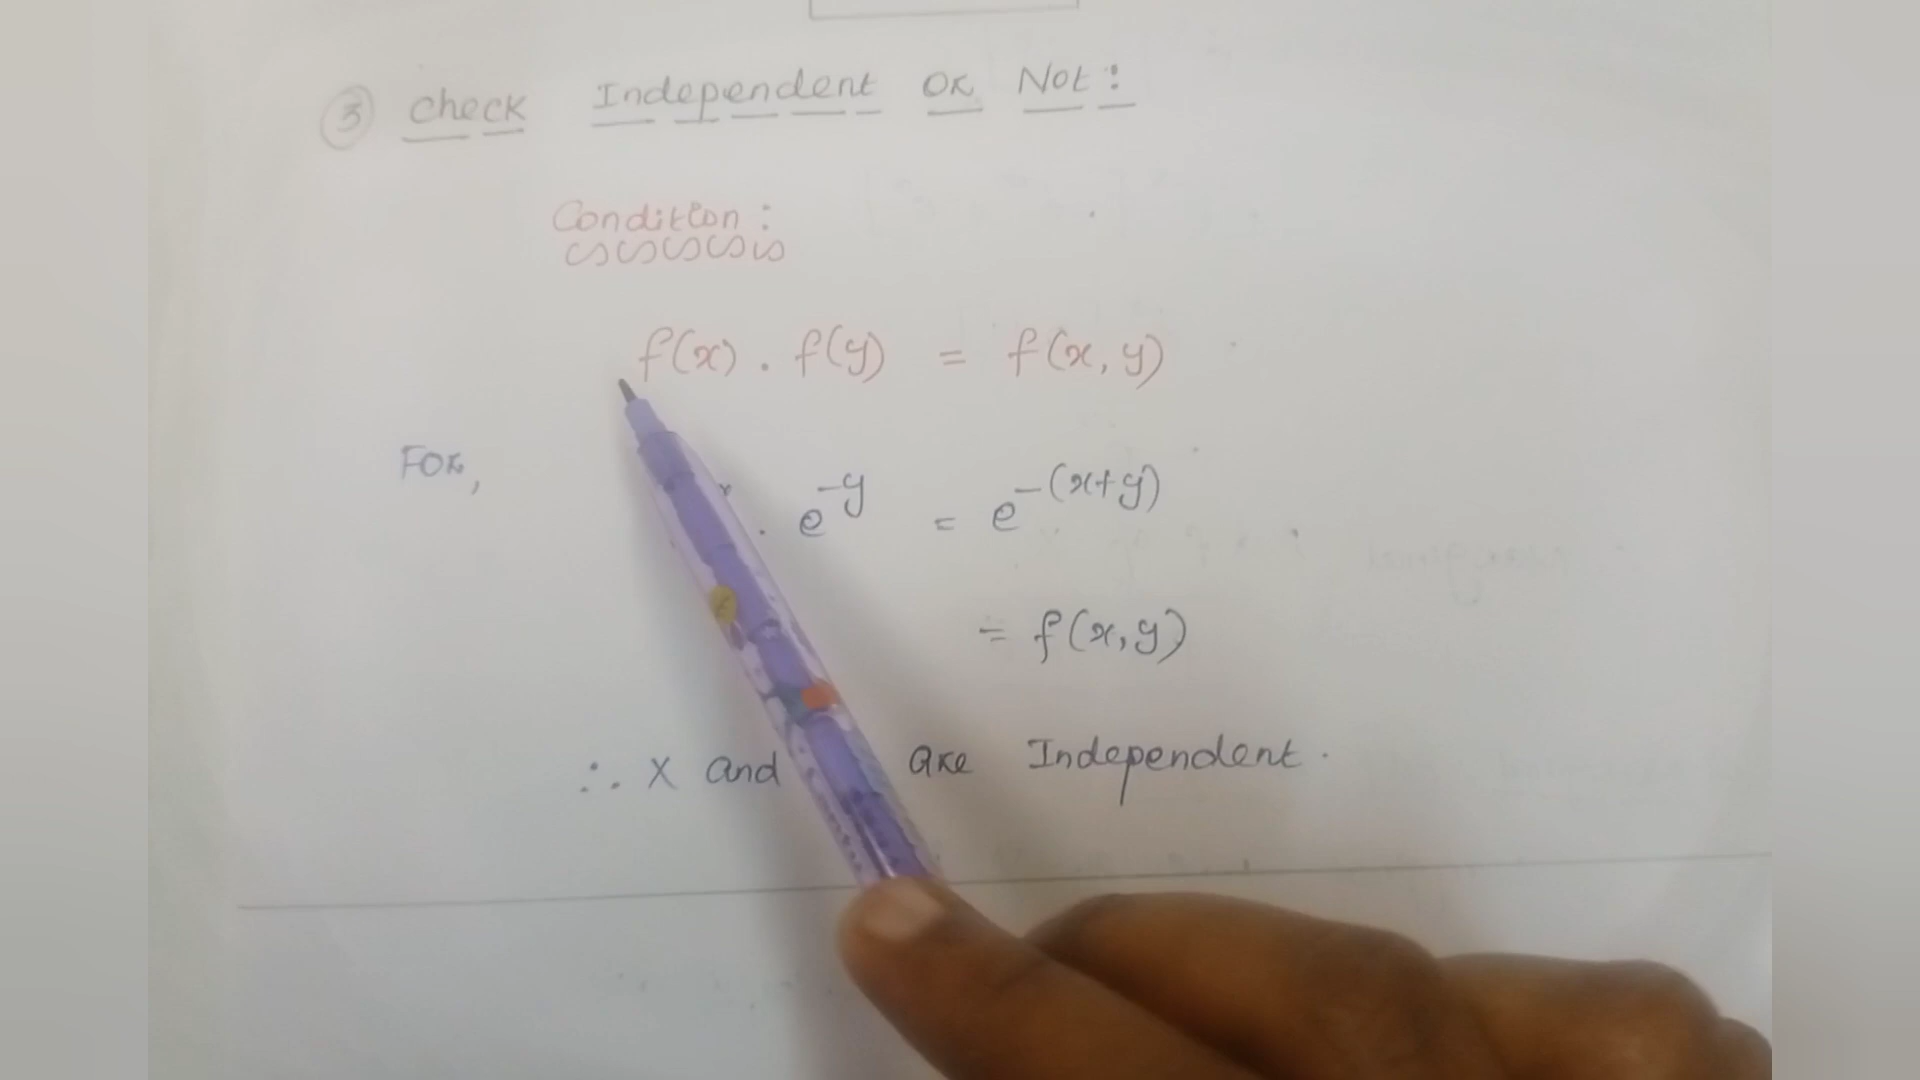 ③ Check Independent or Not:
Condition:
f(x) . f(y) = f(x, y)
For,
. e^-y = e^-(x+y)
= f(x, y)
∴ X and are Independent.